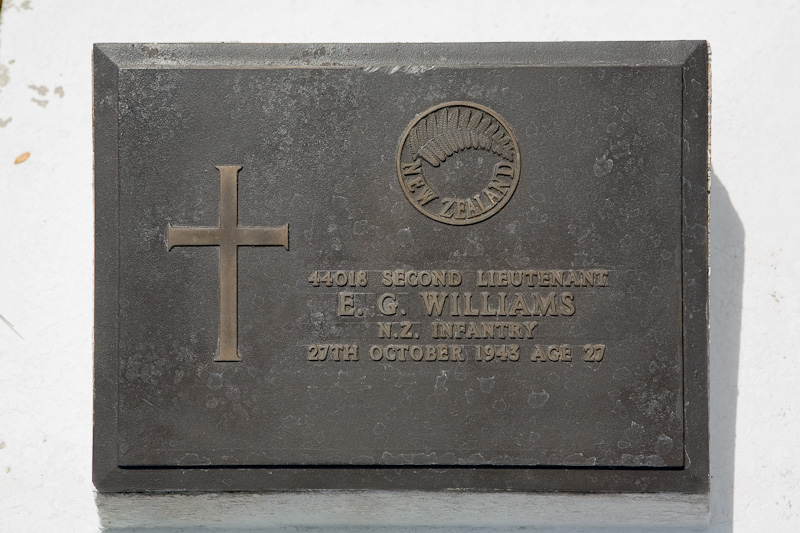 NEW ZEALAND
44018 SECOND LIEUTENANT
E. G. WILLIAMS
N.Z. INFANTRY
27TH OCTOBER 1943 AGE 27